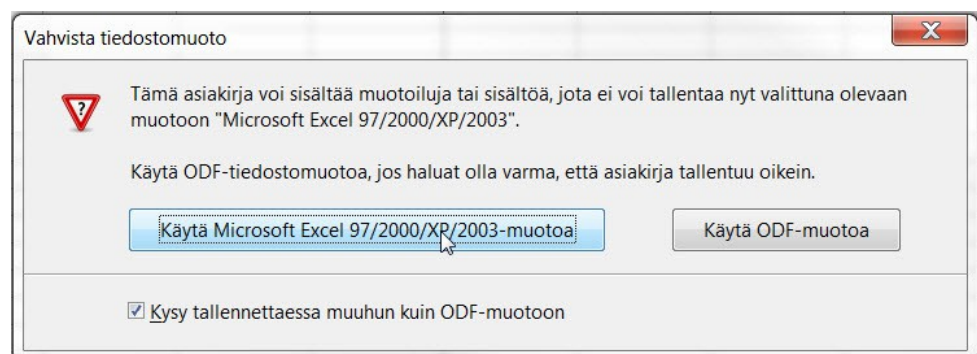 Vahvista tiedostomuoto
Tämä asiakirja voi sisältää muotoiluja tai sisältöä, jota ei voi tallentaa nyt valittuna olevaan
muotoon "Microsoft Excel 97/2000/XP/2003".
Käytä ODF-tiedostomuotoa, jos haluat olla varma, että asiakirja tallentuu oikein.
Käytä Microsoft Excel 97/2000/XP/2003-muotoa
Käytä ODF-muotoa
Kysy tallennettaessa muuhun kuin ODF-muotoon